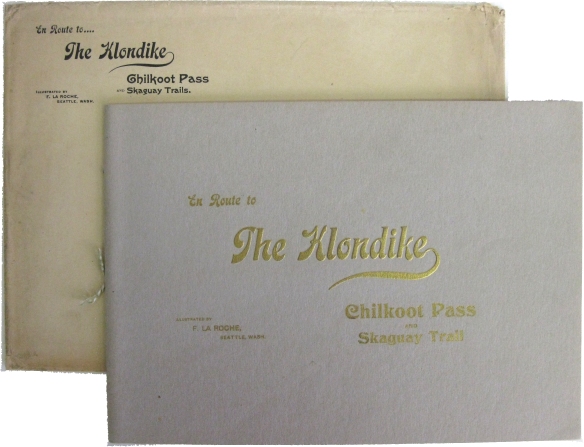 En Route to....
The Klondike
Chilkoot Pass
AND Skaguay Trails.
ILLUSTRATED BY
F. LA ROCHE,
SEATTLE, WASH.
En Route to
The Klondike
Chilkoot Pass
AND
Skaguay Trail
ILLUSTRATED BY
F. LA ROCHE,
SEATTLE, WASH.